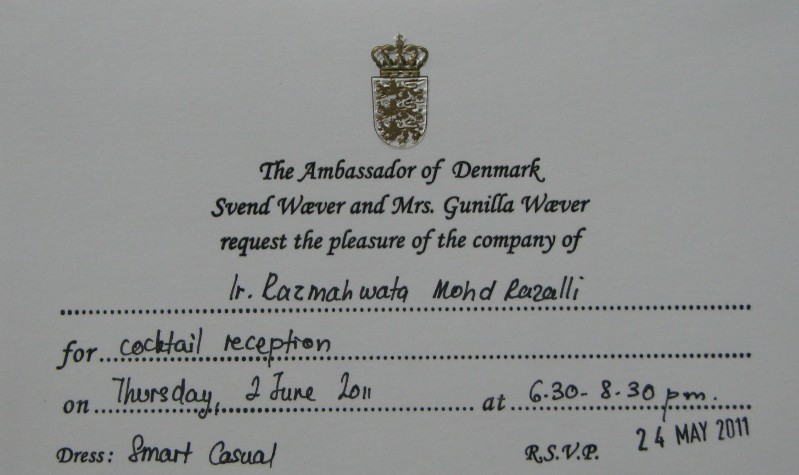 The Ambassador of Denmark
Svend Wæver and Mrs. Gunilla Wæver
request the pleasure of the company of
Ir. Razmahwata Mohd Razalli
for cocktail reception
on Thursday, 2 June 2011 at 6.30-8.30 pm.
Dress: Smart Casual R.S.V.P. 24 MAY 2011